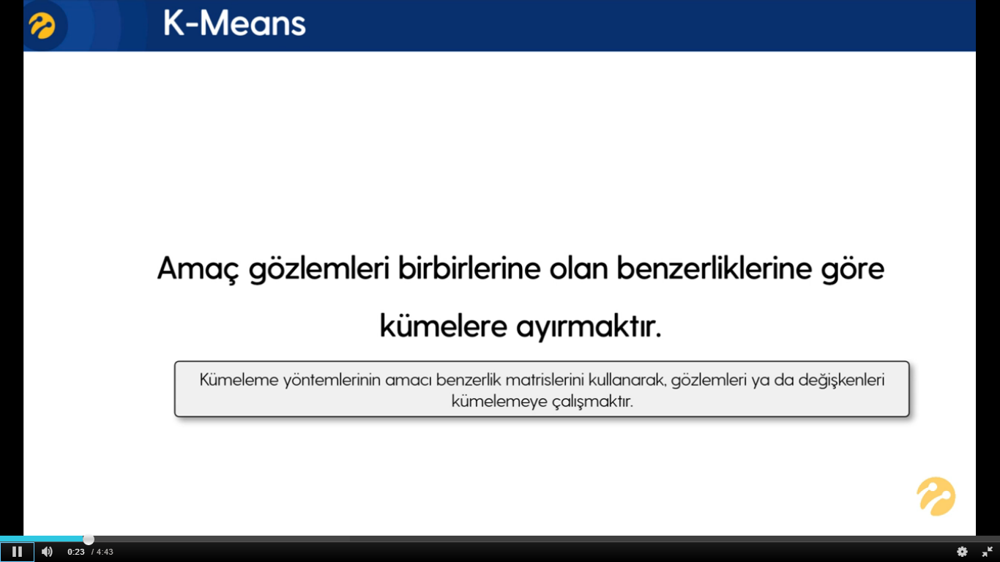 K-Means
Amaç gözlemleri birbirlerine olan benzerliklerine göre
kümelere ayırmaktır.
Kümeleme yöntemlerinin amacı benzerlik matrislerini kullanarak, gözlemleri ya da değişkenleri
kümelemeye çalışmaktır.
0:23 / 4:43